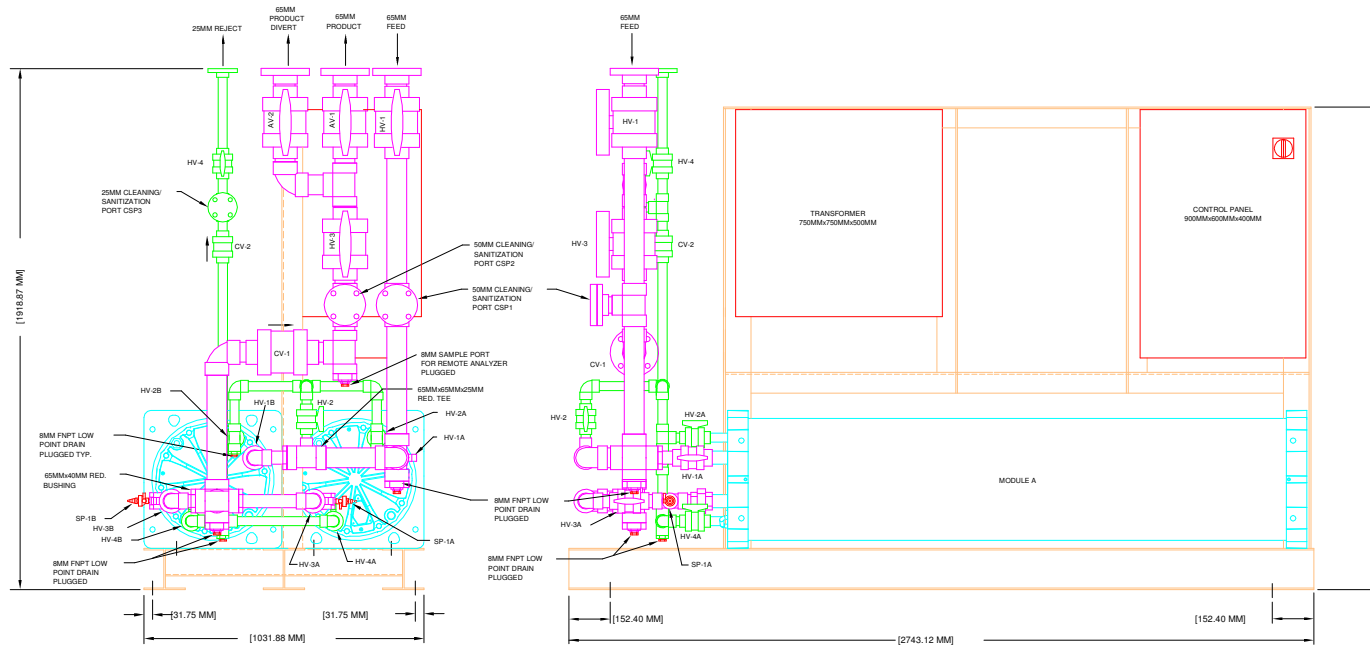 25MM REJECT
65MM
PRODUCT
DIVERT
65MM
PRODUCT
65MM
FEED
AV-2
AV-1
HV-1
HV-4
25MM CLEANING/
SANITIZATION
PORT CSP3
CV-2
HV-3
50MM CLEANING/
SANITIZATION
PORT CSP2
50MM CLEANING/
SANITIZATION
PORT CSP1
[1918.87 MM]
CV-1
8MM SAMPLE PORT
FOR REMOTE ANALYZER
PLUGGED
65MMx65MMx25MM
RED. TEE
HV-2B
HV-1B
HV-2
HV-2A
HV-1A
8MM FNPT LOW
POINT DRAIN
PLUGGED TYP.
65MMx40MM RED.
BUSHING
SP-1B
HV-3B
HV-4B
8MM FNPT LOW
POINT DRAIN
PLUGGED
HV-3A
HV-4A
SP-1A
8MM FNPT LOW
POINT DRAIN
PLUGGED
[31.75 MM]
[31.75 MM]
[1031.88 MM]
65MM
FEED
HV-1
HV-4
HV-3
CV-2
CV-1
HV-2
HV-2A
HV-1A
HV-3A
HV-4A
8MM FNPT LOW
POINT DRAIN
PLUGGED
SP-1A
TRANSFORMER
750MMx750MMx500MM
CONTROL PANEL
900MMx600MMx400MM
MODULE A
[152.40 MM]
[152.40 MM]
[2743.12 MM]